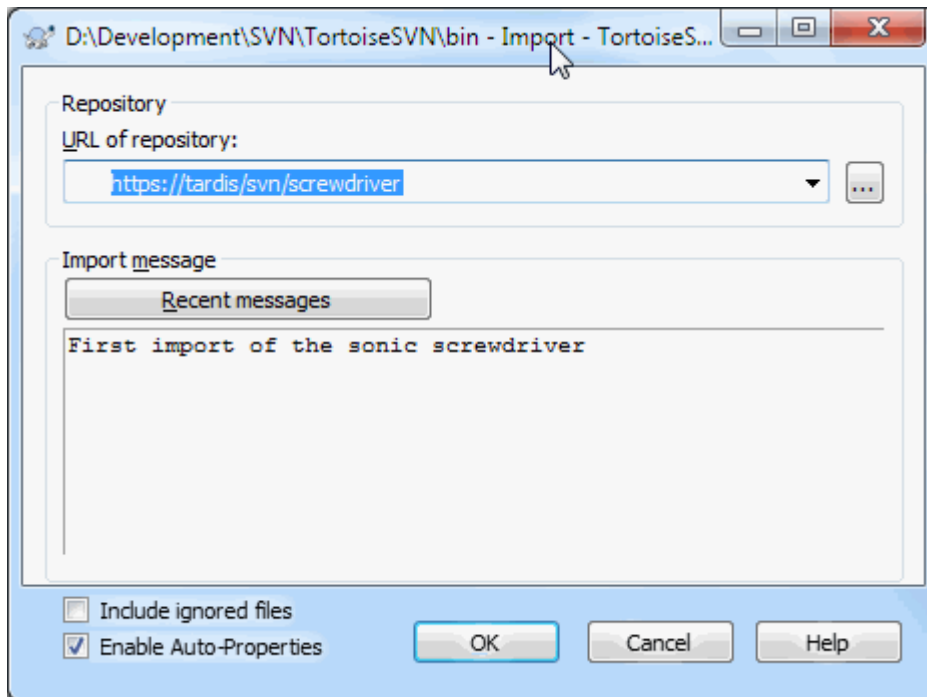 D:\Development\SVN\TortoiseSVN\bin - Import - TortoiseS...
Repository
URL of repository:
https://tardis/svn/screwdriver
...
Import message
Recent messages
First import of the sonic screwdriver
Include ignored files
Enable Auto-Properties
OK
Cancel
Help